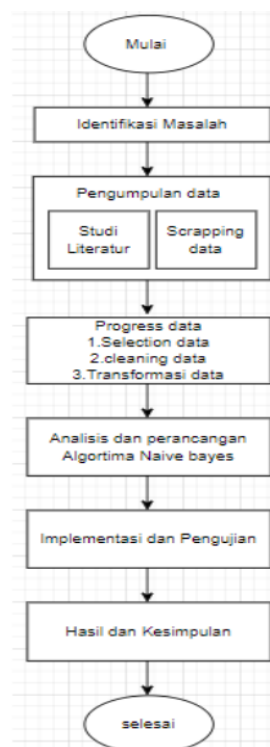 Mulai
Identifikasi Masalah
Pengumpulan data
Studi
Literatur
Scrapping
data
Progress data
1.Selection data
2.cleaning data
3.Transformasi data
Analisis dan perancangan
Algortima Naive bayes
Implementasi dan Pengujian
Hasil dan Kesimpulan
selesai